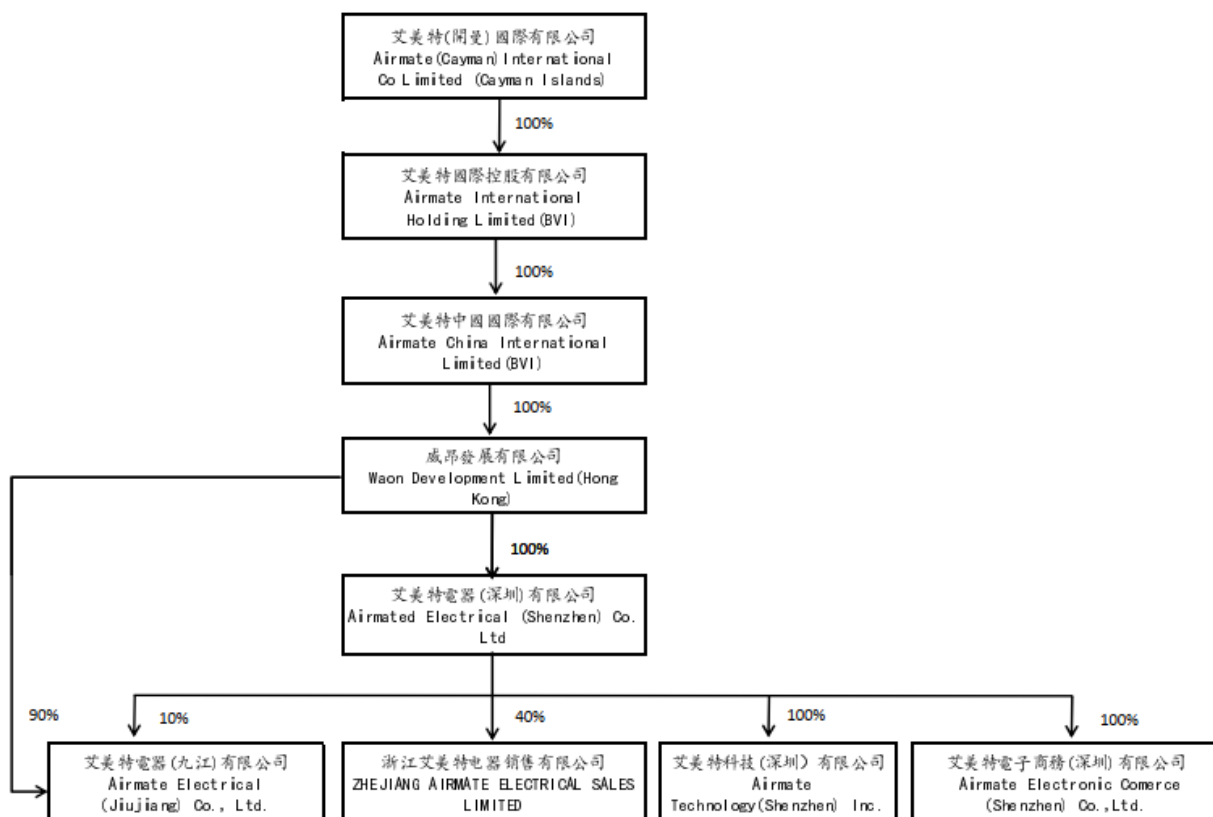 艾美特(開曼)國際有限公司
Airmate(Cayman)International
Co Limited (Cayman Islands)
100%
艾美特國際控股有限公司
Airmate International
Holding Limited(BVI)
100%
艾美特中國國際有限公司
Airmate China International
Limited(BVI)
100%
威昂發展有限公司
Waon Development Limited(Hong
Kong)
100%
艾美特電器(深圳)有限公司
Airmated Electrical (Shenzhen) Co.
Ltd
90%
10%
40%
100%
100%
艾美特電器(九江)有限公司
Airmate Electrical
(Jiujiang) Co., Ltd.
浙江艾美特电器銷售有限公司
ZHEJIANG AIRMATE ELECTRICAL SALES
LIMITED
艾美特科技(深圳）有限公司
Airmate
Technology(Shenzhen) Inc.
艾美特電子商務(深圳)有限公司
Airmate Electronic Comerce
(Shenzhen) Co.,Ltd.